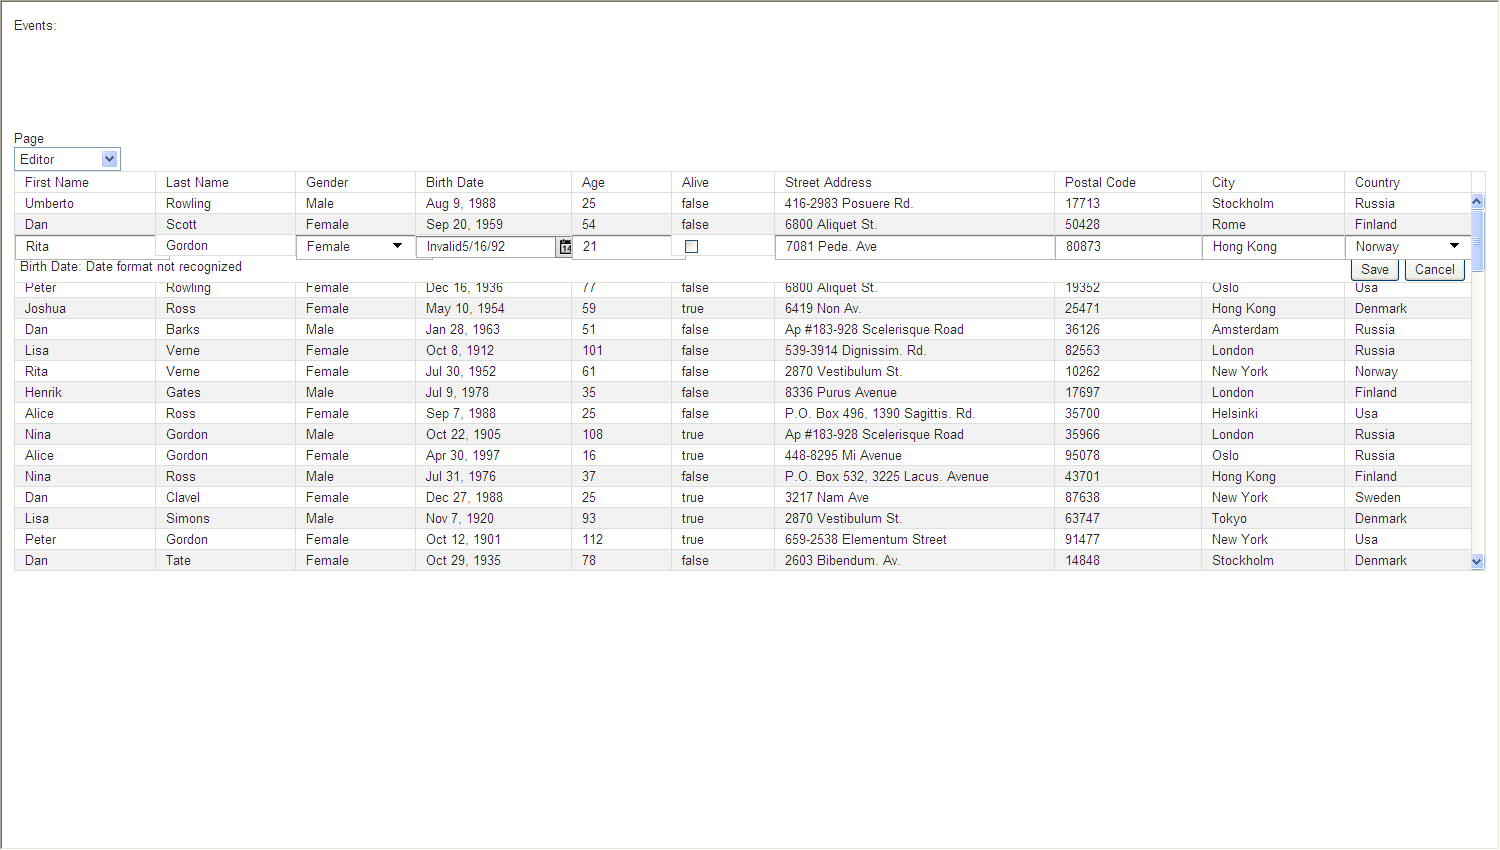 Events:
Page
Editor
First Name Last Name Gender Birth Date Age Alive Street Address Postal Code City Country
Umberto Rowling Male Aug 9, 1988 25 false 416-2983 Posuere Rd. 17713 Stockholm Russia
Dan Scott Female Sep 20, 1959 54 false 6800 Aliquet St. 50428 Rome Finland
Rita Gordon Female Invalid5/16/92 14 21 7081 Pede. Ave 80873 Hong Kong Norway
Birth Date: Date format not recognized Save Cancel
Peter Rowling Female Dec 16, 1936 77 false 6800 Aliquet St. 19352 Oslo Usa
Joshua Ross Female May 10, 1954 59 true 6419 Non Av. 25471 Hong Kong Denmark
Dan Barks Male Jan 28, 1963 51 false Ap #183-928 Scelerisque Road 36126 Amsterdam Russia
Lisa Verne Female Oct 8, 1912 101 false 539-3914 Dignissim. Rd. 82553 London Russia
Rita Verne Female Jul 30, 1952 61 false 2870 Vestibulum St. 10262 New York Norway
Henrik Gates Male Jul 9, 1978 35 false 8336 Purus Avenue 17697 London Finland
Alice Ross Female Sep 7, 1988 25 false P.O. Box 496, 1390 Sagittis. Rd. 35700 Helsinki Usa
Nina Gordon Male Oct 22, 1905 108 true Ap #183-928 Scelerisque Road 35966 London Russia
Alice Gordon Female Apr 30, 1997 16 true 448-8295 Mi Avenue 95078 Oslo Russia
Nina Ross Male Jul 31, 1976 37 false P.O. Box 532, 3225 Lacus. Avenue 43701 Hong Kong Finland
Dan Clavel Female Dec 27, 1988 25 true 3217 Nam Ave 87638 New York Sweden
Lisa Simons Male Nov 7, 1920 93 true 2870 Vestibulum St. 63747 Tokyo Denmark
Peter Gordon Female Oct 12, 1901 112 true 659-2538 Elementum Street 91477 New York Usa
Dan Tate Female Oct 29, 1935 78 false 2603 Bibendum. Av. 14848 Stockholm Denmark